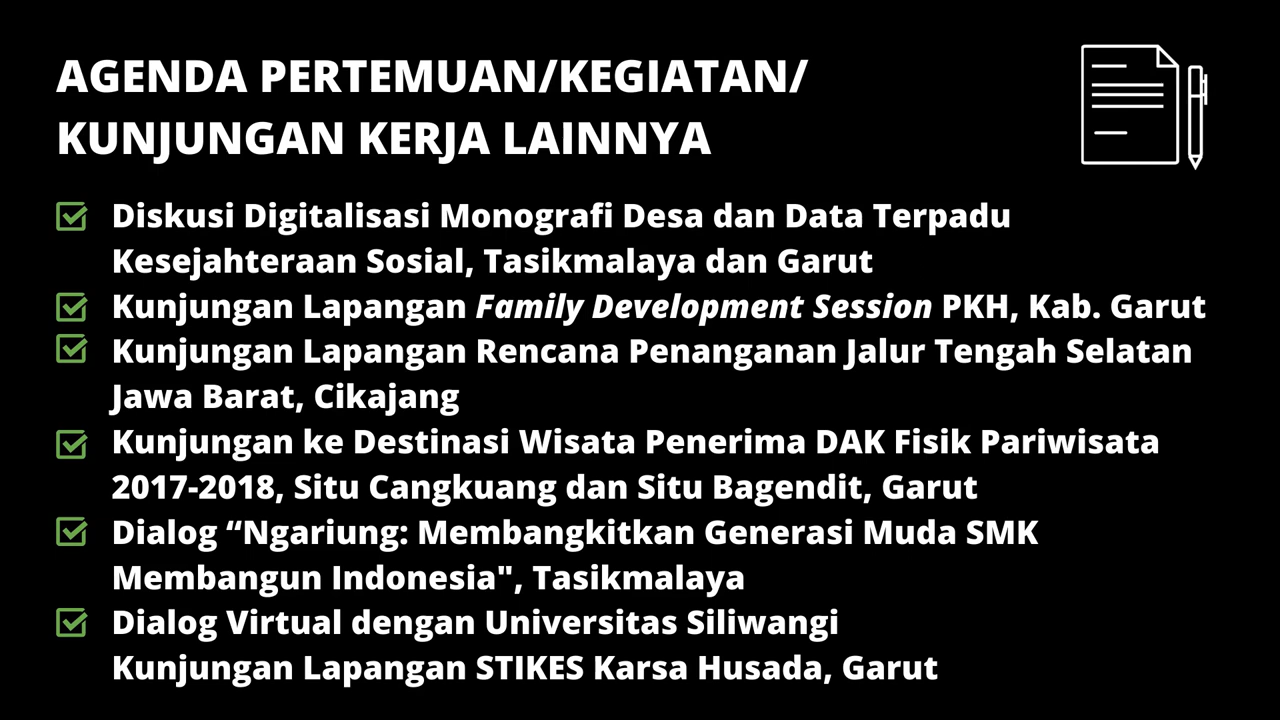 AGENDA PERTEMUAN/KEGIATAN/
KUNJUNGAN KERJA LAINNYA
Diskusi Digitalisasi Monografi Desa dan Data Terpadu
Kesejahteraan Sosial, Tasikmalaya dan Garut
Kunjungan Lapangan Family Development Session PKH, Kab. Garut
Kunjungan Lapangan Rencana Penanganan Jalur Tengah Selatan
Jawa Barat, Cikajang
Kunjungan ke Destinasi Wisata Penerima DAK Fisik Pariwisata
2017-2018, Situ Cangkuang dan Situ Bagendit, Garut
Dialog “Ngariung: Membangkitkan Generasi Muda SMK
Membangun Indonesia", Tasikmalaya
Dialog Virtual dengan Universitas Siliwangi
Kunjungan Lapangan STIKES Karsa Husada, Garut